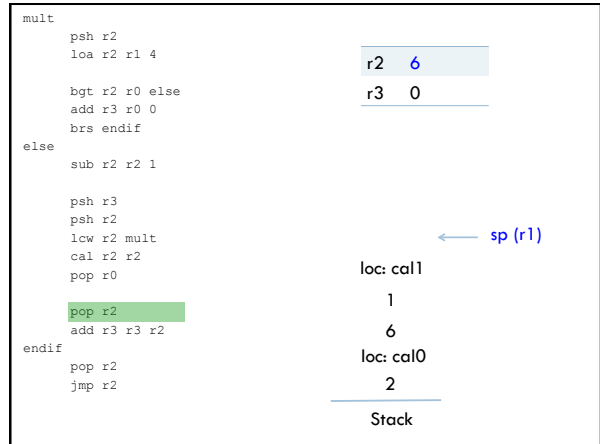 mult
psh r2
loa r2 r1 4
bgt r2 r0 else
add r3 r0 0
brs endif
else
sub r2 r2 1
psh r3
psh r2
lcw r2 mult
cal r2 r2
pop r0
pop r2
add r3 r3 r2
endif
pop r2
jmp r2
r2 6
r3 0
sp (r1)
loc: cal1
1
6
loc: cal0
2
Stack